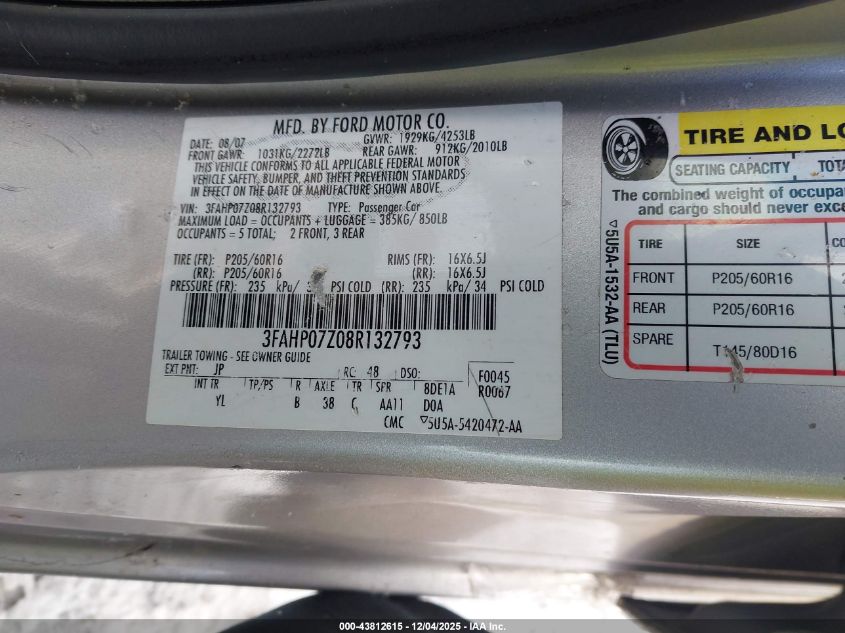 MFD. BY FORD MOTOR CO.
DATE: 08/07 GVWR: 1929KG/4253LB
FRONT GAWR: 1031KG/2272LB REAR GAWR: 912KG/2010LB
THIS VEHICLE CONFORMS TO ALL APPLICABLE FEDERAL MOTOR
VEHICLE SAFETY, BUMPER, AND THEFT PREVENTION STANDARDS
IN EFFECT ON THE DATE OF MANUFACTURE SHOWN ABOVE.
VIN: 3FAHP07Z08R132793 TYPE: Passenger Car
MAXIMUM LOAD = OCCUPANTS + LUGGAGE = 385KG/ 850LB
OCCUPANTS = 5 TOTAL; 2 FRONT, 3 REAR
TIRE (FR): P205/60R16 RIMS (FR): 16X6.5J
(RR): P205/60R16 (RR): 16X6.5J
PRESSURE (FR): 235 kPa/ PSI COLD (RR): 235 kPa/ 34 PSI COLD
3FAHP07Z08R132793
TRAILER TOWING - SEE OWNER GUIDE
EXT PNT: JP RC: 48 DSO: F0045
INT TR TP/PS R AXLE TR SPR 8DE1A R0067
YL B 38 C AA11 D0A
CMC ▽5U5A-5420472-AA
TIRE AND LO
SEATING CAPACITY TOT
The combined weight of occupa
and cargo should never exce
TIRE SIZE CO
FRONT P205/60R16 2
REAR P205/60R16
SPARE T145/80D16
▽5U5A-1532-AA (TLU)
000-43812615 - 12/04/2025 - IAA Inc.